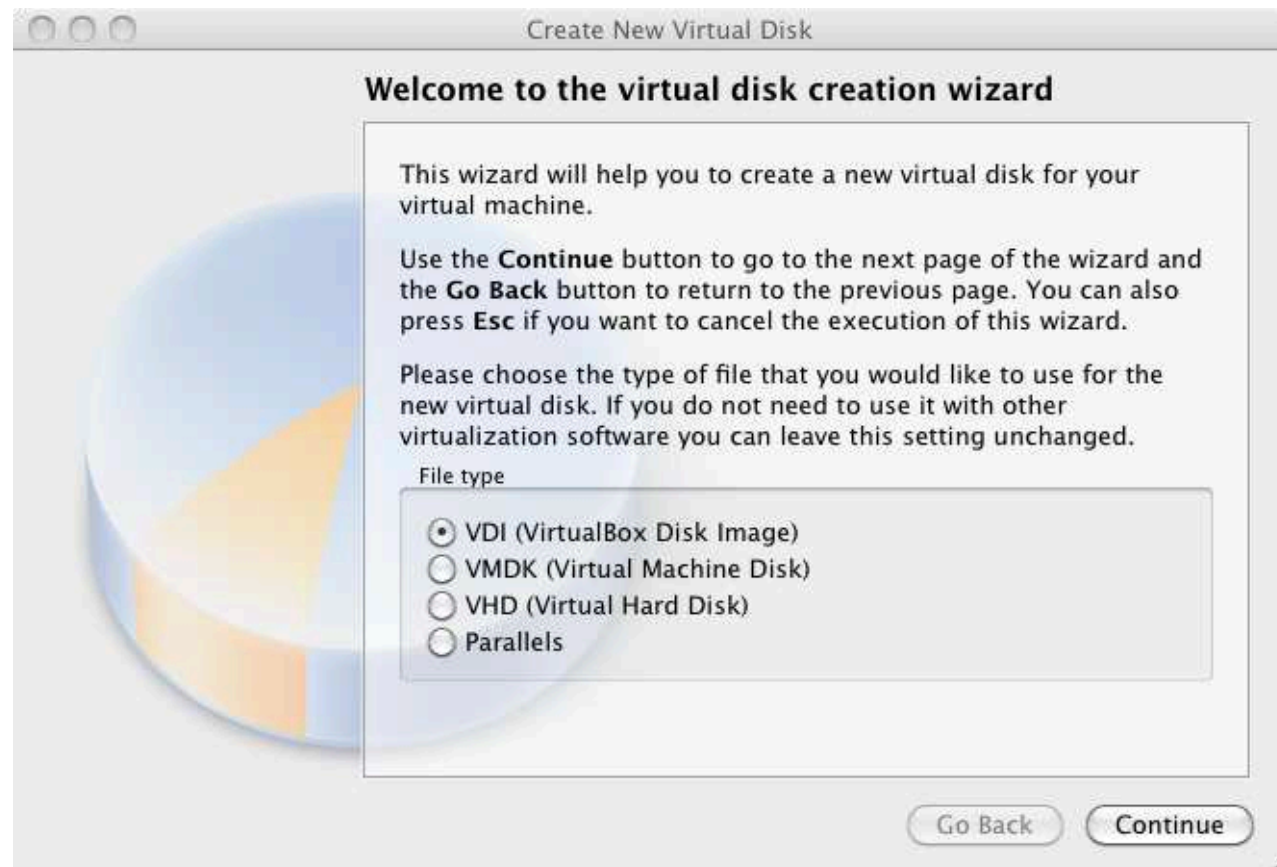 Create New Virtual Disk
Welcome to the virtual disk creation wizard
This wizard will help you to create a new virtual disk for your
virtual machine.
Use the Continue button to go to the next page of the wizard and
the Go Back button to return to the previous page. You can also
press Esc if you want to cancel the execution of this wizard.
Please choose the type of file that you would like to use for the
new virtual disk. If you do not need to use it with other
virtualization software you can leave this setting unchanged.
File type
VDI (VirtualBox Disk Image)
VMDK (Virtual Machine Disk)
VHD (Virtual Hard Disk)
Parallels
Go Back Continue